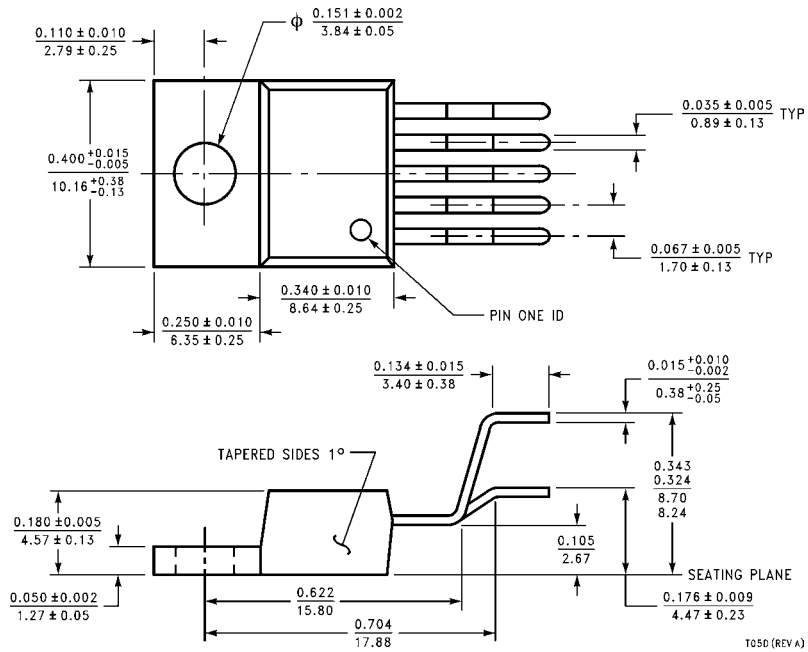 ϕ 0.151 ± 0.002
3.84 ± 0.05
0.110 ± 0.010
2.79 ± 0.25
0.035 ± 0.005 TYP
0.89 ± 0.13
0.400 +0.015 -0.005
10.16 +0.38 -0.13
0.067 ± 0.005 TYP
1.70 ± 0.13
0.340 ± 0.010
8.64 ± 0.25
PIN ONE ID
0.250 ± 0.010
6.35 ± 0.25
0.134 ± 0.015
3.40 ± 0.38
0.015 +0.010 -0.002
0.38 +0.25 -0.05
TAPERED SIDES 1°
0.343
0.324
8.70
8.24
0.180 ± 0.005
4.57 ± 0.13
0.105
2.67
SEATING PLANE
0.050 ± 0.002
1.27 ± 0.05
0.622
15.80
0.176 ± 0.009
4.47 ± 0.23
0.704
17.88
T05D (REV A)